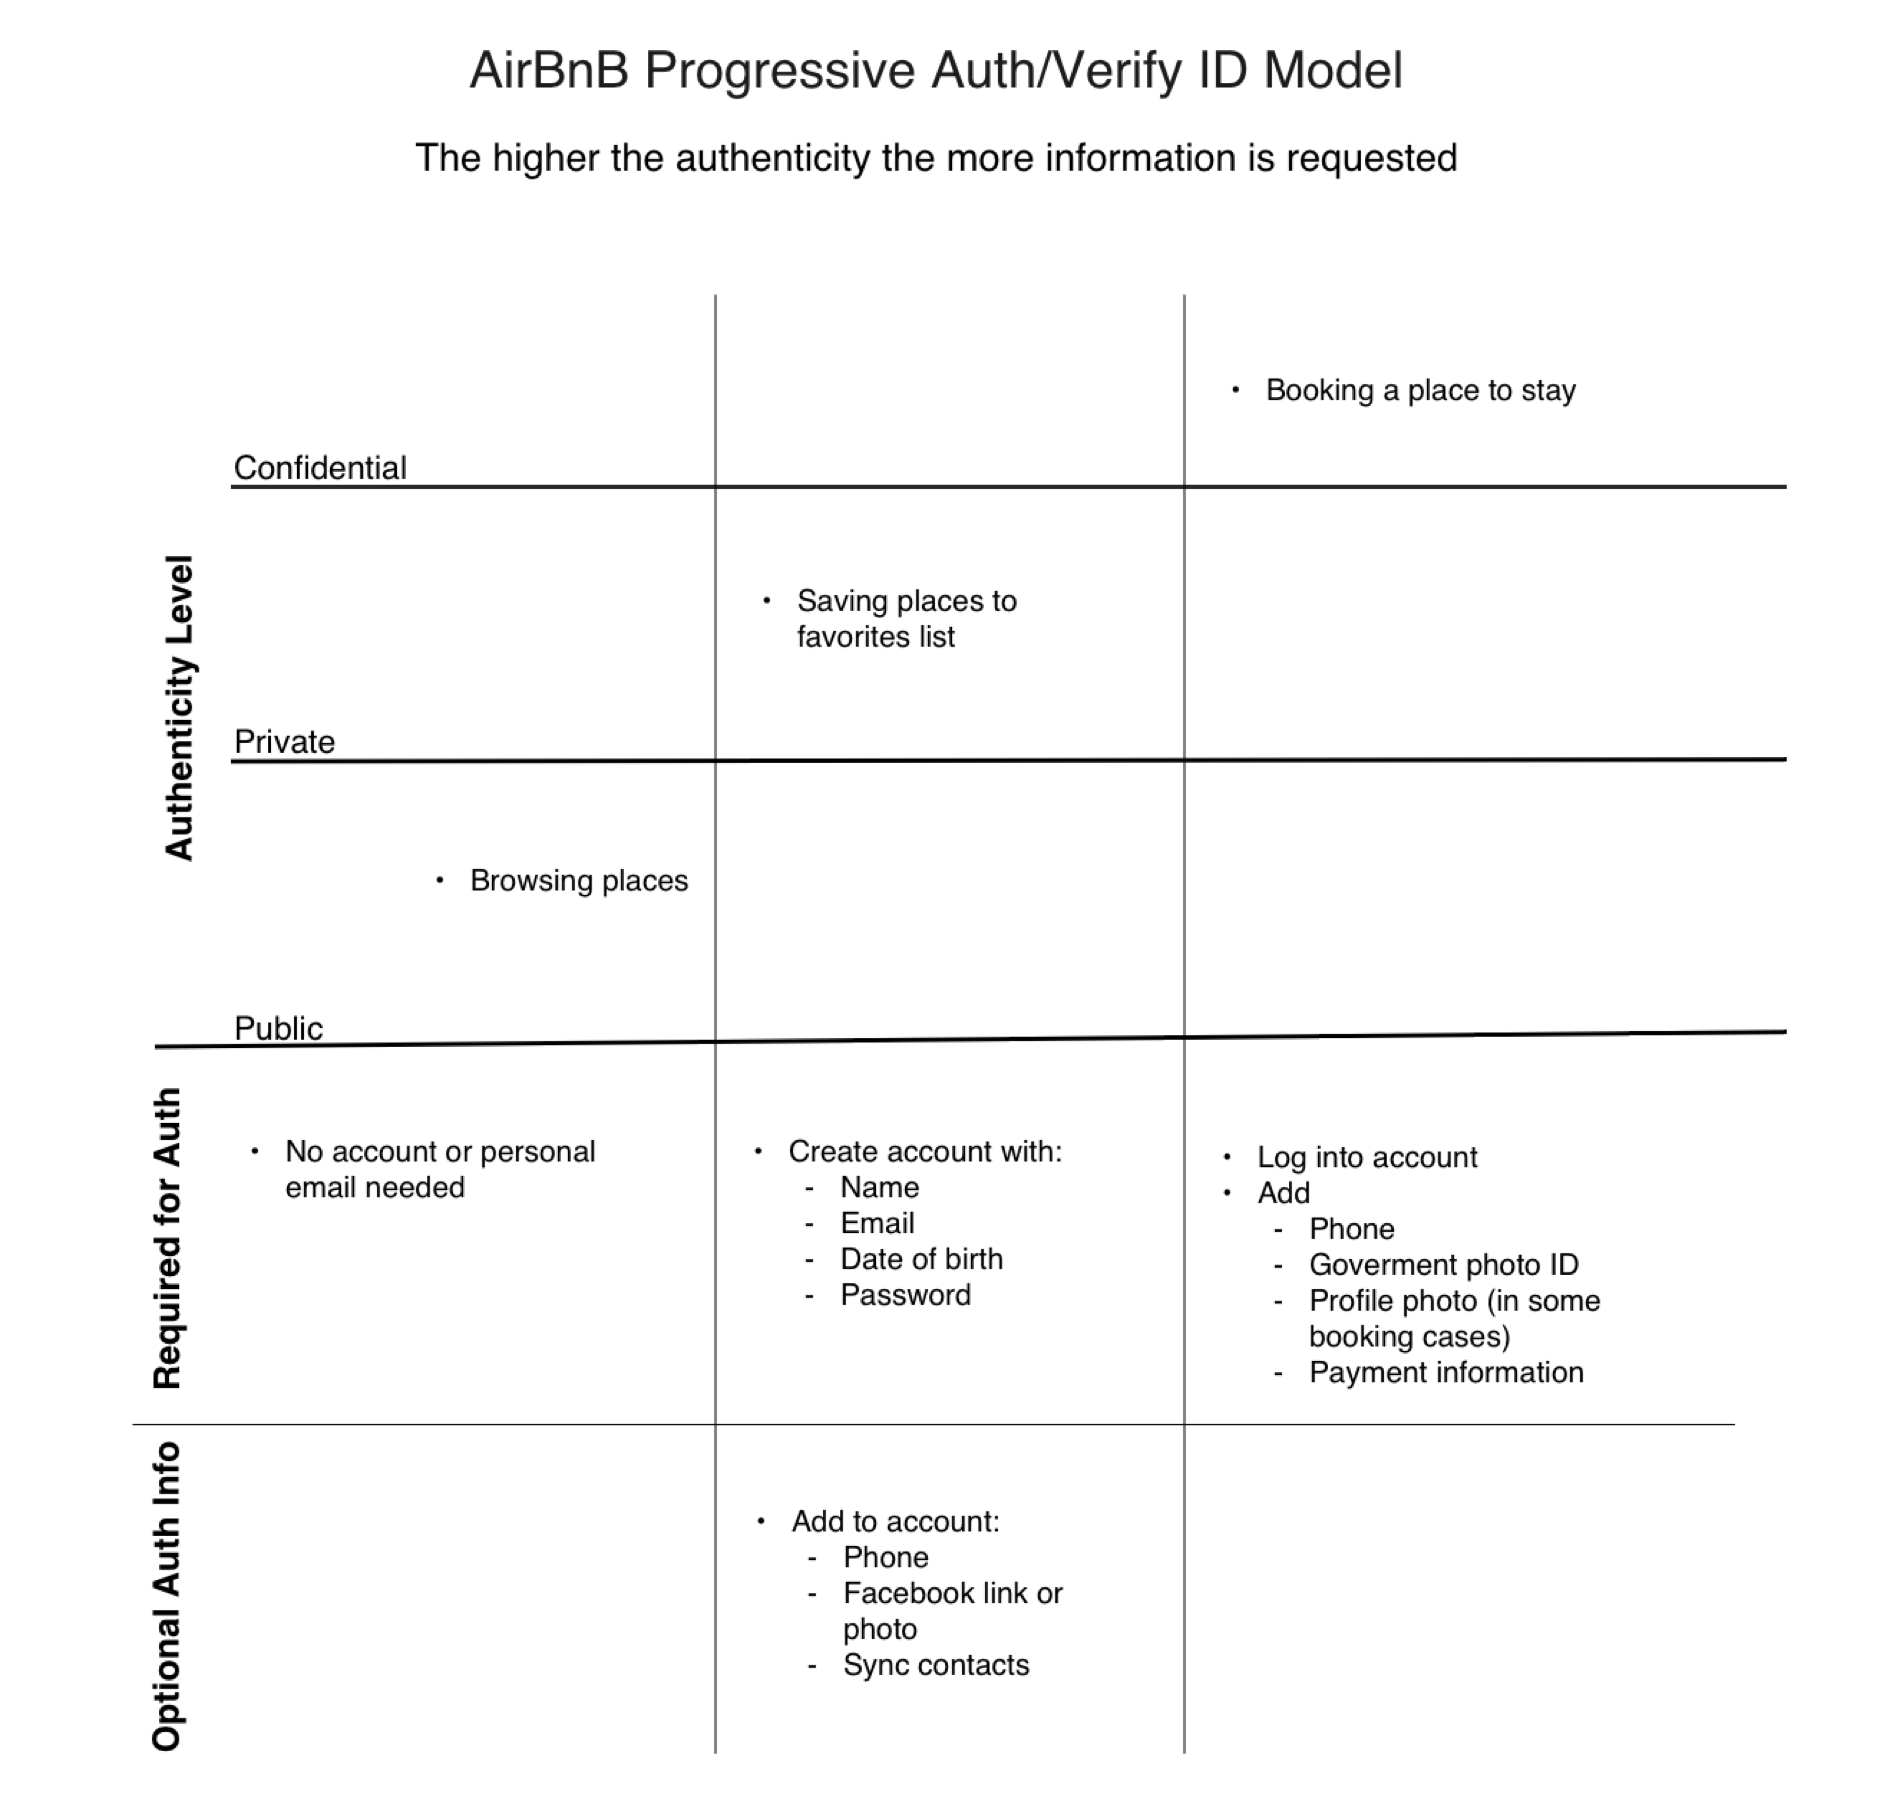 AirBnB Progressive Auth/Verify ID Model
The higher the authenticity the more information is requested
Authenticity Level
Confidential
• Booking a place to stay
Private
• Saving places to
favorites list
Public
• Browsing places
Required for Auth
• No account or personal
email needed
• Create account with:
- Name
- Email
- Date of birth
- Password
• Log into account
• Add
- Phone
- Goverment photo ID
- Profile photo (in some
booking cases)
- Payment information
Optional Auth Info
• Add to account:
- Phone
- Facebook link or
photo
- Sync contacts